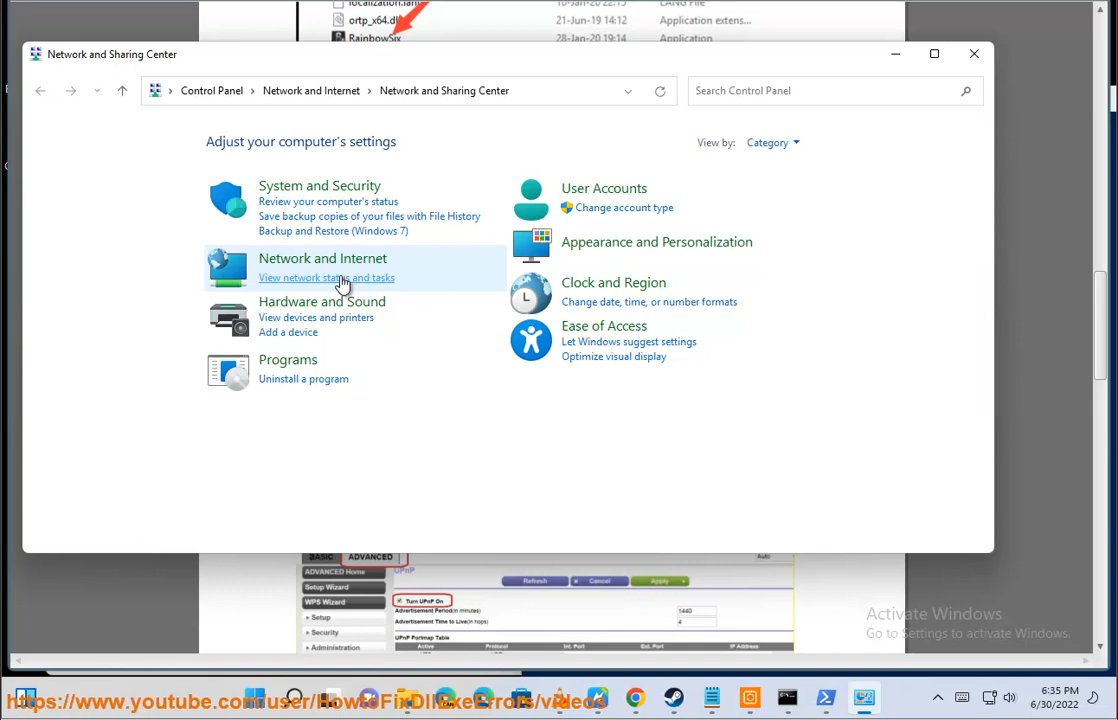 localization.lang
10-Jan-20 22:15
LANG File
ortp_x64.dll
21-Jun-19 14:12
Application extens...
RainbowSix
28-Jan-20 19:14
Application
Network and Sharing Center
Control Panel > Network and Internet > Network and Sharing Center
Search Control Panel
Adjust your computer's settings
View by: Category
System and Security
Review your computer's status
Save backup copies of your files with File History
Backup and Restore (Windows 7)
Network and Internet
View network status and tasks
Hardware and Sound
View devices and printers
Add a device
Programs
Uninstall a program
User Accounts
Change account type
Appearance and Personalization
Clock and Region
Change date, time, or number formats
Ease of Access
Let Windows suggest settings
Optimize visual display
BASIC ADVANCED
Auto
ADVANCED Home
Setup Wizard
WPS Wizard
Setup
Security
Administration
UPnP
Refresh
Cancel
Apply
Turn UPnP On
Advertisement Period(in minutes)
1440
Advertisement Time to Live(in hops)
4
UPnP Portmap Table
Active Protocol Int. Port Ext. Port IP Address
Activate Windows
Go to Settings to activate Windows.
https://www.youtube.com/user/HowtoFixDllExeErrors/videos
6:35 PM
6/30/2022